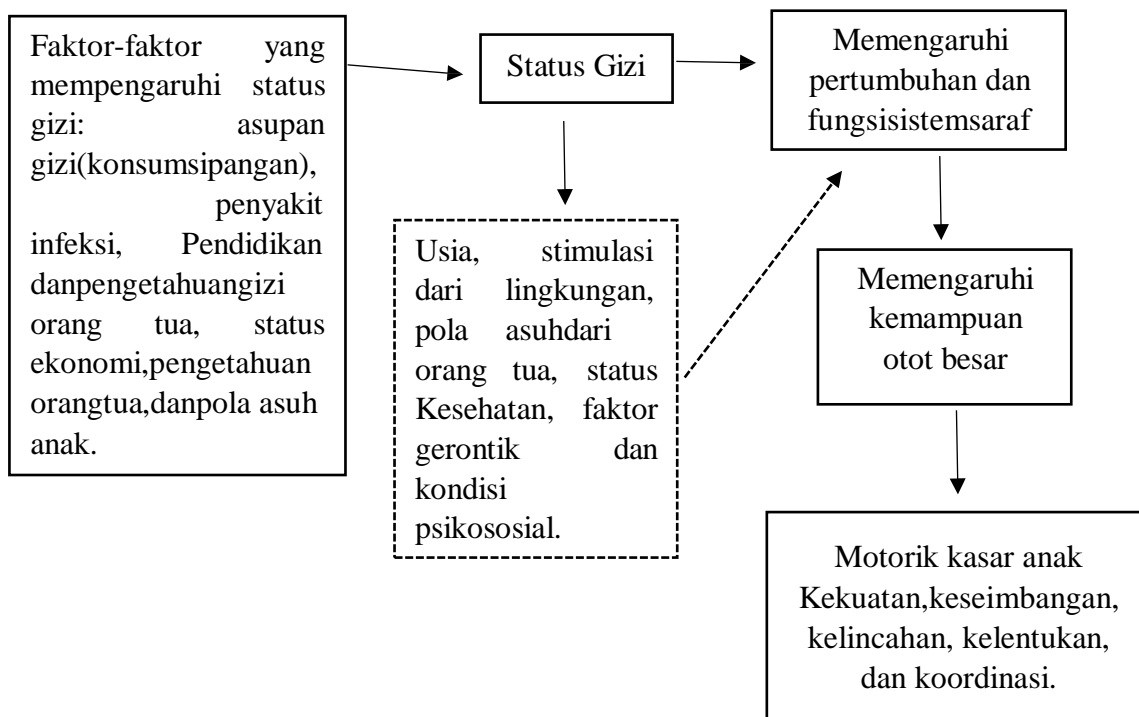 Faktor-faktor yang
mempengaruhi status
gizi: asupan
gizi(konsumsipangan),
penyakit
infeksi, Pendidikan
danpengetahuangizi
orang tua, status
ekonomi,pengetahuan
orangtua,danpola asuh
anak.
Status Gizi
Memengaruhi
pertumbuhan dan
fungsisistemsaraf
Usia, stimulasi
dari lingkungan,
pola asuhdari
orang tua, status
Kesehatan, faktor
gerontik dan
kondisi
psikososial.
Memengaruhi
kemampuan
otot besar
Motorik kasar anak
Kekuatan,keseimbangan,
kelincahan, kelentukan,
dan koordinasi.